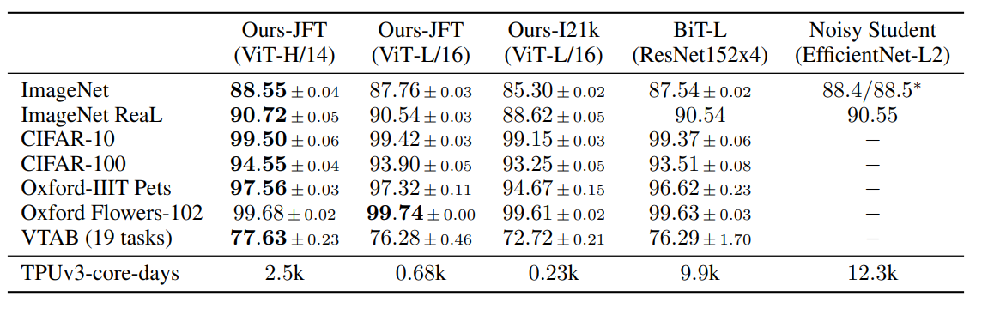 Ours-JFT Ours-JFT Ours-I21k BiT-L Noisy Student
(ViT-H/14) (ViT-L/16) (ViT-L/16) (ResNet152x4) (EfficientNet-L2)
ImageNet 88.55 ± 0.04 87.76 ± 0.03 85.30 ± 0.02 87.54 ± 0.02 88.4/88.5*
ImageNet ReaL 90.72 ± 0.05 90.54 ± 0.03 88.62 ± 0.05 90.54 90.55
CIFAR-10 99.50 ± 0.06 99.42 ± 0.03 99.15 ± 0.03 99.37 ± 0.06 −
CIFAR-100 94.55 ± 0.04 93.90 ± 0.05 93.25 ± 0.05 93.51 ± 0.08 −
Oxford-IIIT Pets 97.56 ± 0.03 97.32 ± 0.11 94.67 ± 0.15 96.62 ± 0.23 −
Oxford Flowers-102 99.68 ± 0.02 99.74 ± 0.00 99.61 ± 0.02 99.63 ± 0.03 −
VTAB (19 tasks) 77.63 ± 0.23 76.28 ± 0.46 72.72 ± 0.21 76.29 ± 1.70 −
TPUv3-core-days 2.5k 0.68k 0.23k 9.9k 12.3k